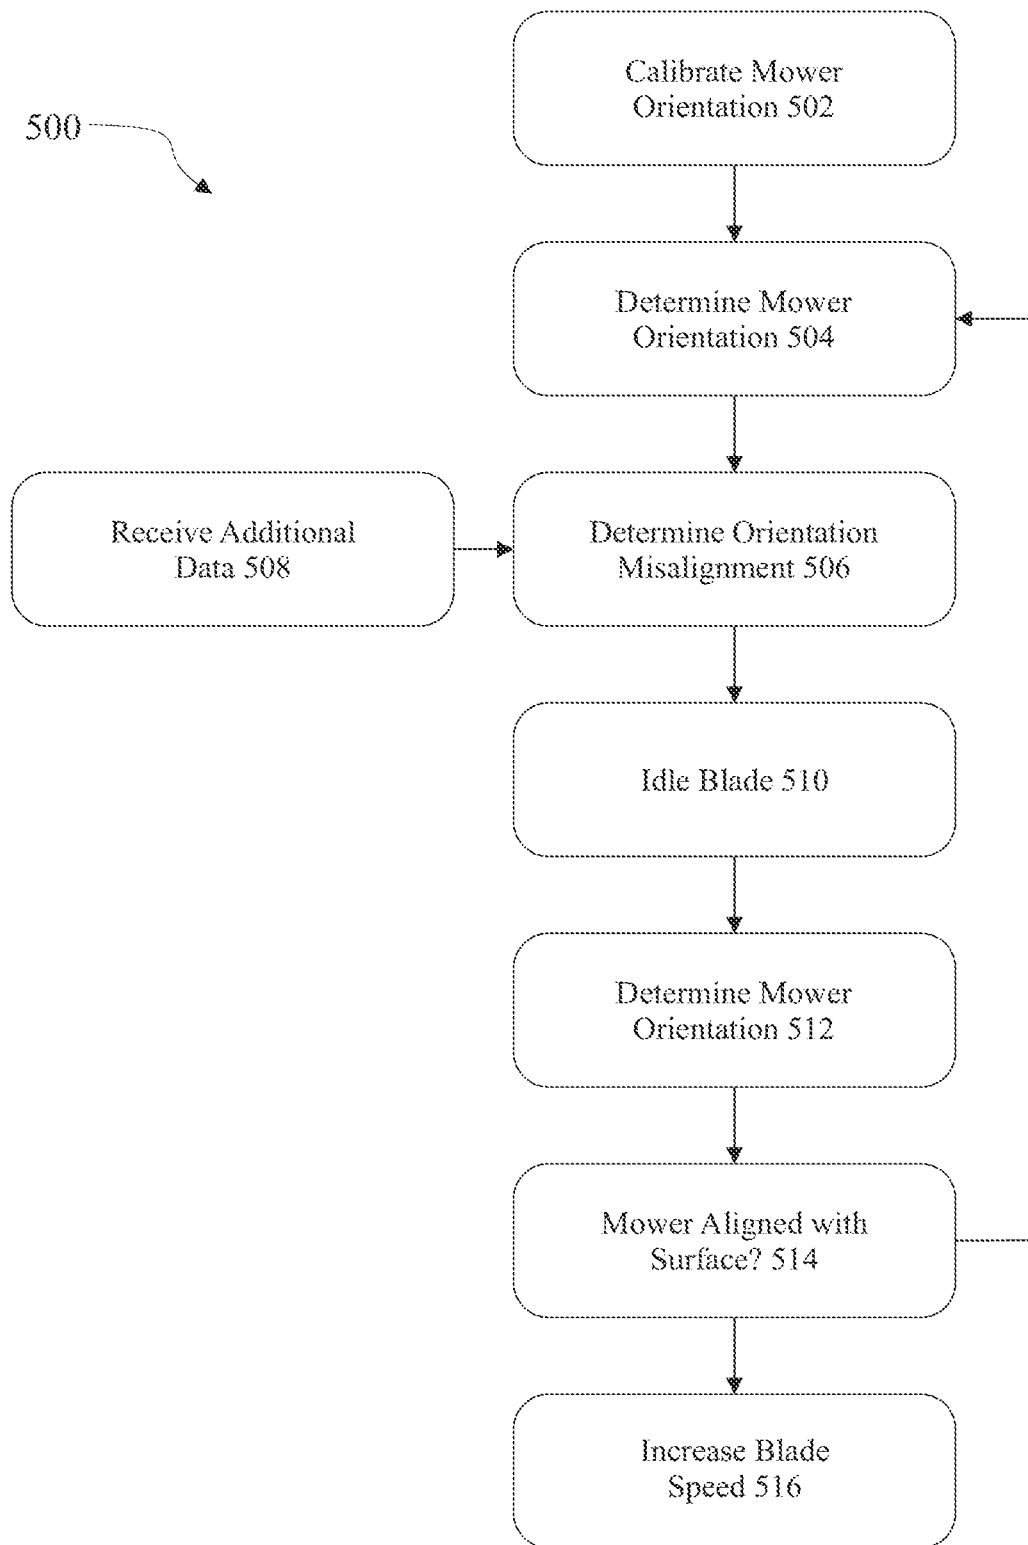 Calibrate Mower
Orientation 502
500
Determine Mower
Orientation 504
Receive Additional
Data 508
Determine Orientation
Misalignment 506
Idle Blade 510
Determine Mower
Orientation 512
Mower Aligned with
Surface? 514
Increase Blade
Speed 516